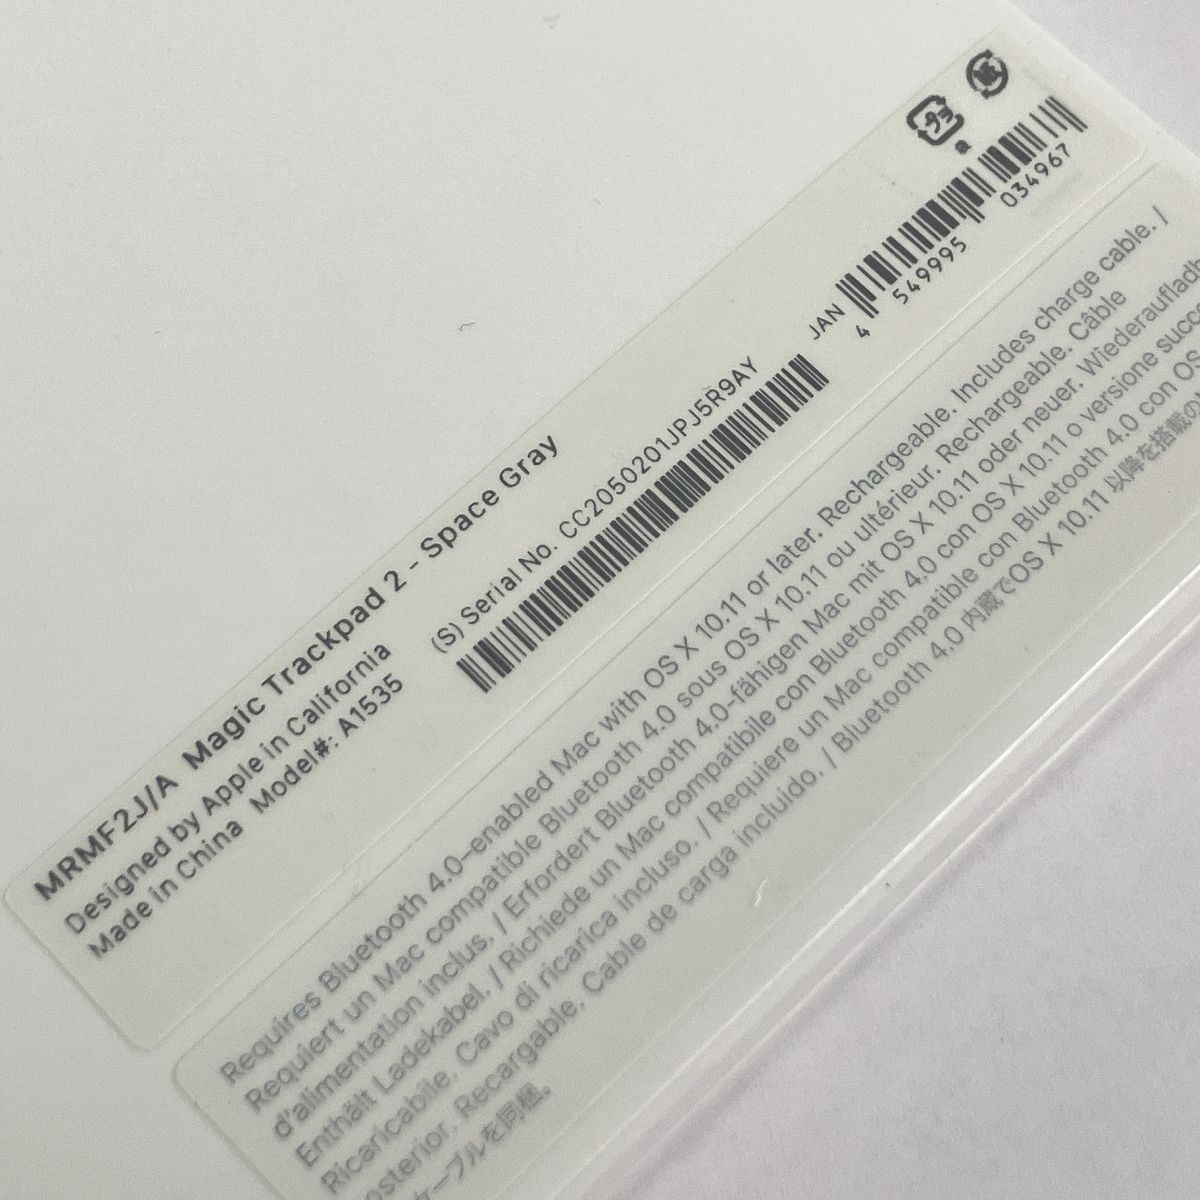 MRMF2J/A Magic Trackpad 2 - Space Gray
Designed by Apple in California
Made in China Model#: A1535
(S) Serial No. CC2050201JPJ5R9AY
JAN
4 549995 034967
プラ
a
紙
Requires Bluetooth 4.0–enabled Mac with OS X 10.11 or later. Rechargeable. Includes charge cable. /
Requiert un Mac compatible Bluetooth 4.0 sous OS X 10.11 ou ultérieur. Rechargeable. Câble
d'alimentation inclus. / Erfordert Bluetooth 4.0-fähigen Mac mit OS X 10.11 oder neuer.
Enthält Ladekabel. / Richiede un Mac compatibile con Bluetooth 4.0 con OS X 10.11 o versione
Ricaricabile. Cavo di ricarica incluso. / Requiere un Mac compatible con Bluetooth 4.0 con OS
Recargable. Cable de carga incluido. / Bluetooth 4.0 内蔵でOS X 10.11 以降を搭載の
ケーブルを同梱。